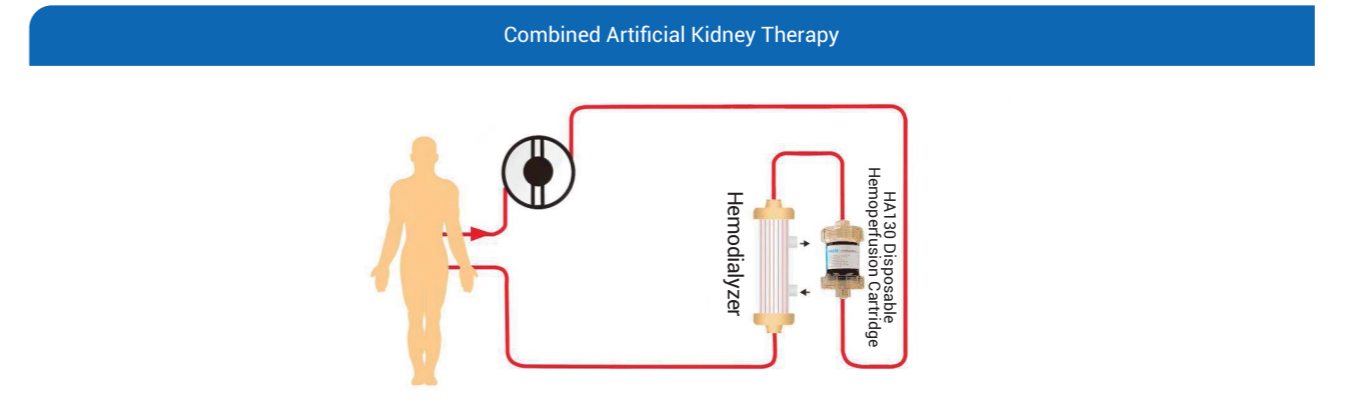 Combined Artificial Kidney Therapy
Hemodialyzer
HA130 Disposable
Hemoperfusion Cartridge